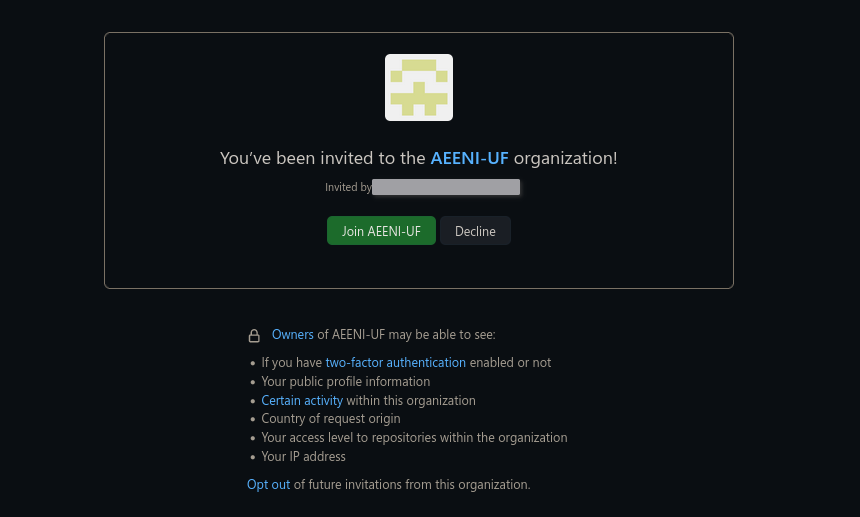 You’ve been invited to the AEENI-UF organization!
Invited by
Join AEENI-UF
Decline
Owners of AEENI-UF may be able to see:
• If you have two-factor authentication enabled or not
• Your public profile information
• Certain activity within this organization
• Country of request origin
• Your access level to repositories within the organization
• Your IP address
Opt out of future invitations from this organization.